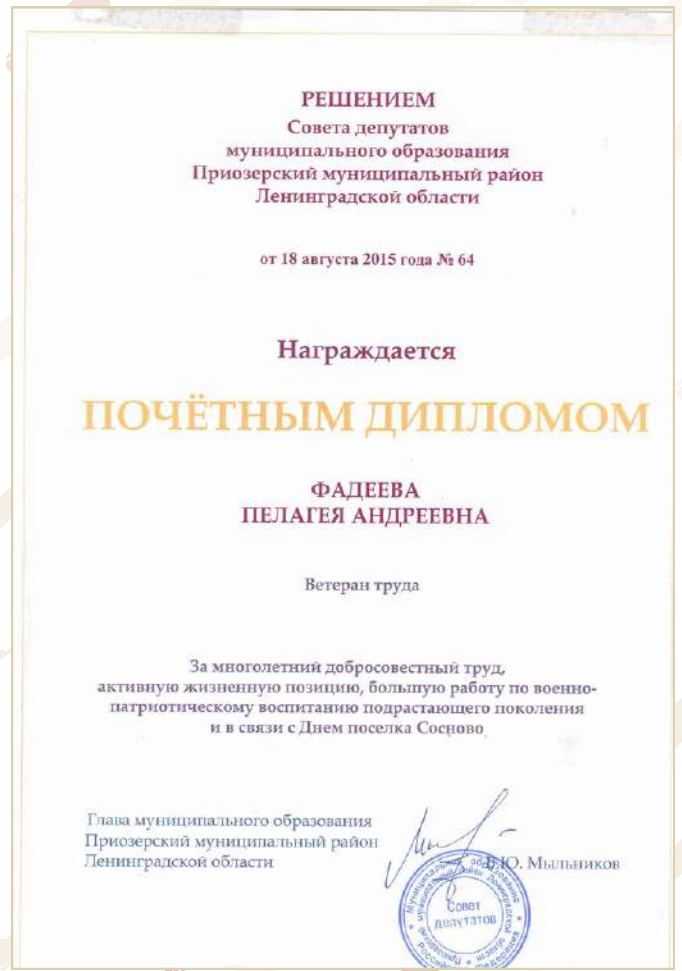 РЕШЕНИЕМ
Совета депутатов
муниципального образования
Приозерский муниципальный район
Ленинградской области
от 18 августа 2015 года № 64
Награждается
ПОЧЁТНЫМ ДИПЛОМОМ
ФАДЕЕВА
ПЕЛАГЕЯ АНДРЕЕВНА
Ветеран труда
За многолетний добросовестный труд,
активную жизненную позицию, большую работу по военно-
патриотическому воспитанию подрастающего поколения
и в связи с Днем поселка Сосново
Глава муниципального образования
Приозерский муниципальный район
Ленинградской области
Мыльников
Совет
депутатов